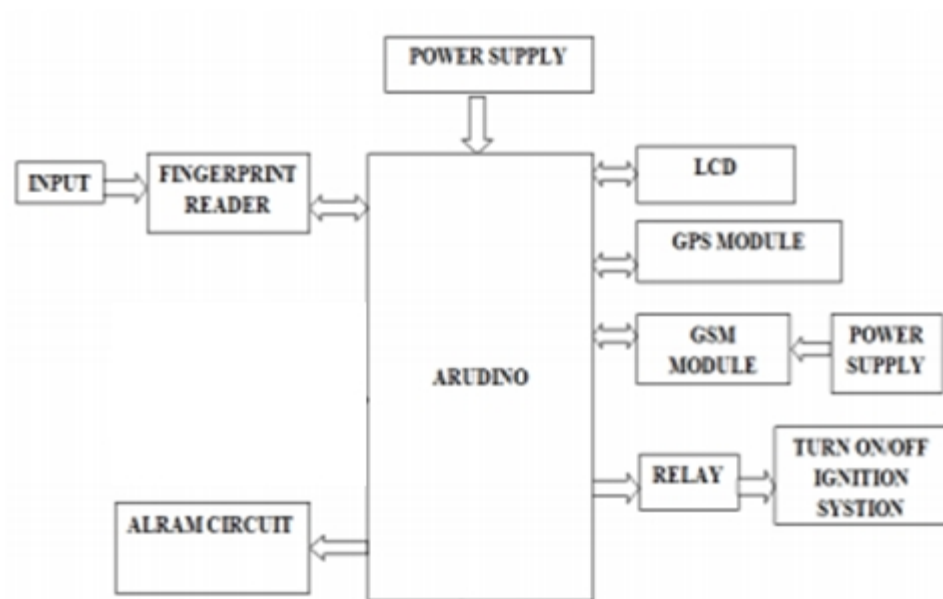 POWER SUPPLY
INPUT
FINGERPRINT
READER
LCD
GPS MODULE
GSM
MODULE
POWER
SUPPLY
ARUDINO
RELAY
TURN ON/OFF
IGNITION
SYSTION
ALRAM CIRCUIT